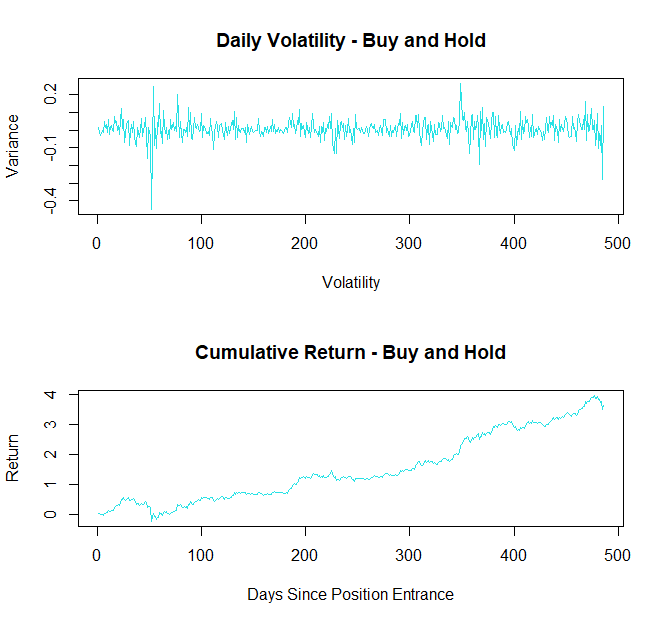 Daily Volatility - Buy and Hold
Variance
0.2
-0.1
-0.4
0 100 200 300 400 500
Volatility
Cumulative Return - Buy and Hold
Return
4
3
2
1
0
0 100 200 300 400 500
Days Since Position Entrance